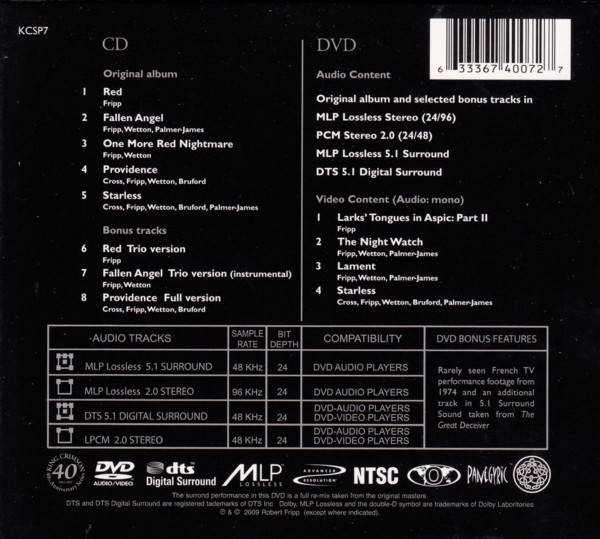 KCSP7
CD
Original album
1 Red
Fripp
2 Fallen Angel
Fripp, Wetton, Palmer-James
3 One More Red Nightmare
Fripp, Wetton
4 Providence
Cross, Fripp, Wetton, Bruford
5 Starless
Cross, Fripp, Wetton, Bruford, Palmer-James
Bonus tracks
6 Red Trio version
Fripp
7 Fallen Angel Trio version (instrumental)
Fripp, Wetton
8 Providence Full version
Cross, Fripp, Wetton, Bruford
DVD
6 33367 40072 7
Audio Content
Original album and selected bonus tracks in
MLP Lossless Stereo (24/96)
PCM Stereo 2.0 (24/48)
MLP Lossless 5.1 Surround
DTS 5.1 Digital Surround
Video Content (Audio: mono)
1 Larks' Tongues in Aspic: Part II
Fripp
2 The Night Watch
Fripp, Wetton, Palmer-James
3 Lament
Fripp, Wetton, Palmer-James
4 Starless
Cross, Fripp, Wetton, Bruford, Palmer-James
AUDIO TRACKS SAMPLE RATE BIT DEPTH COMPATIBILITY DVD BONUS FEATURES
MLP Lossless 5.1 SURROUND 48 KHz 24 DVD AUDIO PLAYERS
MLP Lossless 2.0 STEREO 96 KHz 24 DVD AUDIO PLAYERS
DTS 5.1 DIGITAL SURROUND 48 KHz 24 DVD-AUDIO PLAYERS
DVD-VIDEO PLAYERS
LPCM 2.0 STEREO 48 KHz 24 DVD-AUDIO PLAYERS
DVD-VIDEO PLAYERS
Rarely seen French TV
performance footage from
1974 and an additional
track in 5.1 Surround
Sound taken from The
Great Deceiver
KING CRIMSON
40
DVD
AUDIO/VIDEO
dts
Digital Surround
MLP
LOSSLESS
ADVANCED
RESOLUTION
NTSC
PANEGYRIC
The surround performance in this DVD is a full re-mix taken from the original masters.
DTS and DTS Digital Surround are registered trademarks of DTS Inc Dolby, MLP Lossless and the double-D symbol are trademarks of Dolby Laboritories
℗ & © 2009 Robert Fripp (except where indicated).